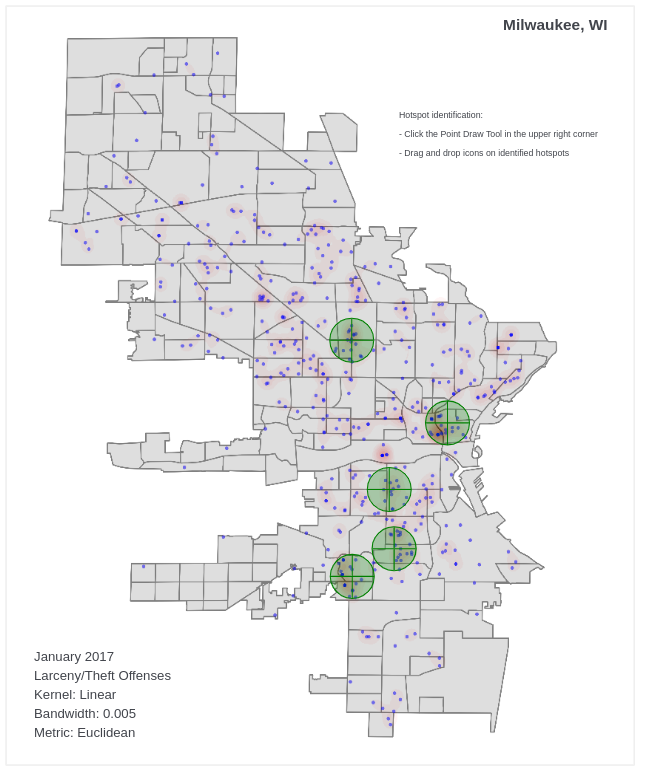 Milwaukee, WI
Hotspot identification:
- Click the Point Draw Tool in the upper right corner
- Drag and drop icons on identified hotspots
January 2017
Larceny/Theft Offenses
Kernel: Linear
Bandwidth: 0.005
Metric: Euclidean